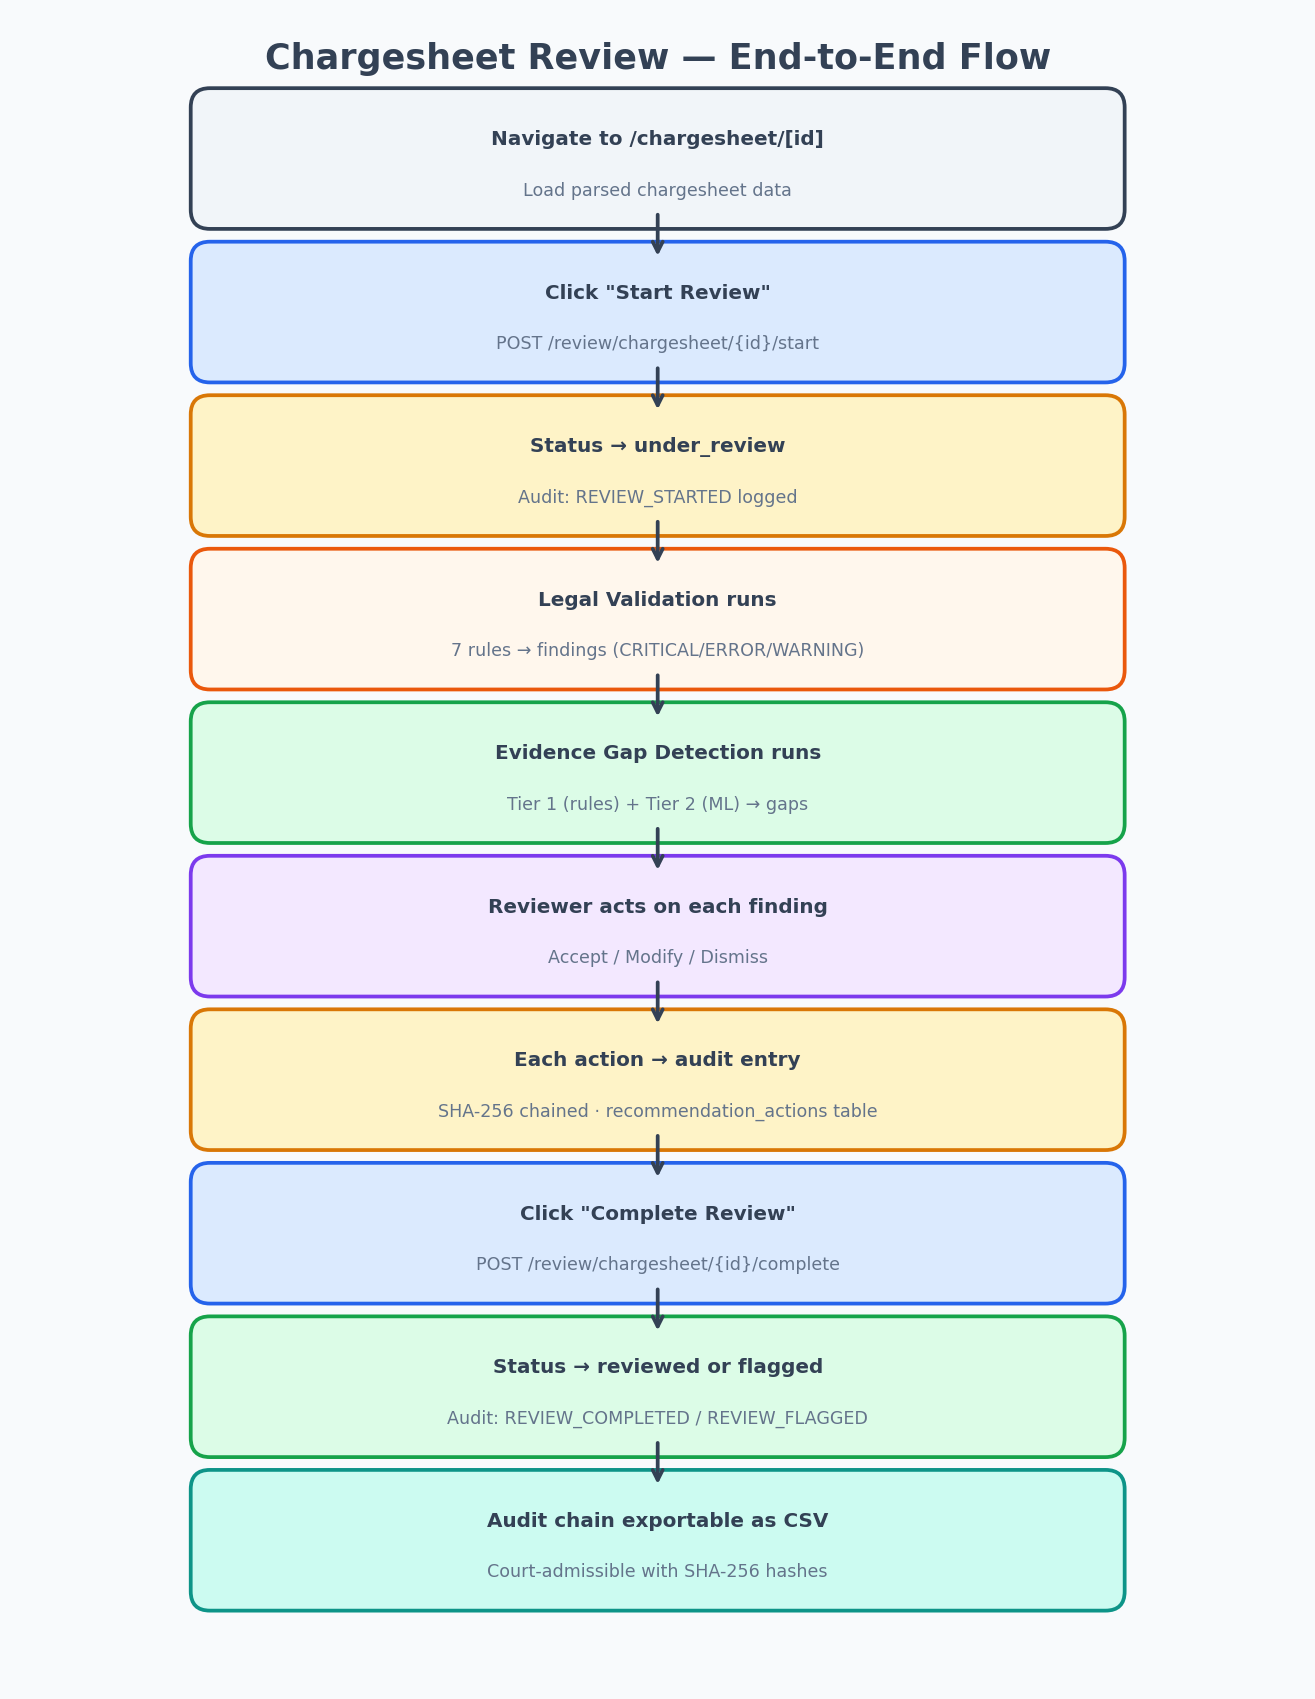 Chargesheet Review — End-to-End Flow
Navigate to /chargesheet/[id]
Load parsed chargesheet data
Click "Start Review"
POST /review/chargesheet/{id}/start
Status → under_review
Audit: REVIEW_STARTED logged
Legal Validation runs
7 rules → findings (CRITICAL/ERROR/WARNING)
Evidence Gap Detection runs
Tier 1 (rules) + Tier 2 (ML) → gaps
Reviewer acts on each finding
Accept / Modify / Dismiss
Each action → audit entry
SHA-256 chained · recommendation_actions table
Click "Complete Review"
POST /review/chargesheet/{id}/complete
Status → reviewed or flagged
Audit: REVIEW_COMPLETED / REVIEW_FLAGGED
Audit chain exportable as CSV
Court-admissible with SHA-256 hashes